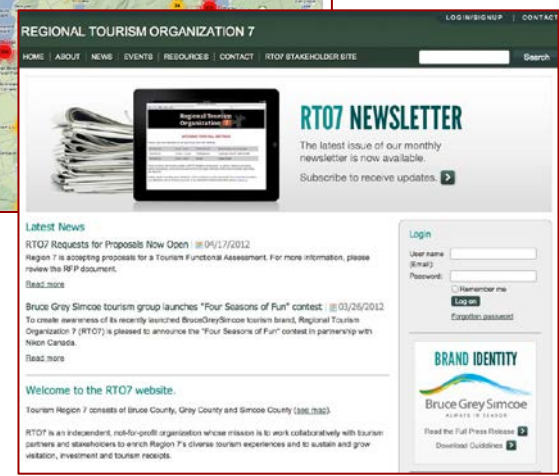 LOGIN/SIGNUP | CONTACT
REGIONAL TOURISM ORGANIZATION 7
HOME | ABOUT | NEWS | EVENTS | RESOURCES | CONTACT | RTO7 STAKEHOLDER SITE
Search
Regional Tourism
Organization 7
RTO7 NEWSLETTER
The latest issue of our monthly
newsletter is now available.
Subscribe to receive updates.
Latest News
RTO7 Requests for Proposals Now Open | 04/17/2012
Region 7 is accepting proposals for a Tourism Functional Assessment. For more information, please
review the RFP document.
Read more
Bruce Grey Simcoe tourism group launches "Four Seasons of Fun" contest | 03/26/2012
To create awareness of its recently launched BruceGreySimcoe tourism brand, Regional Tourism
Organization 7 (RTO7) is pleased to announce the "Four Seasons of Fun" contest in partnership with
Nikon Canada.
Read more
Welcome to the RTO7 website.
Tourism Region 7 consists of Bruce County, Grey County and Simcoe County (see map).
RTO7 is an independent, not-for-profit organization whose mission is to work collaboratively with tourism
partners and stakeholders to enrich Region 7's diverse tourism experiences and to sustain and grow
visitation, investment and tourism receipts.
Login
User name
(Email):
Password:
Remember me
Log on
Forgotten password
BRAND IDENTITY
Bruce Grey Simcoe
ALWAYS IN SEASON
Read the Full Press Release
Download Guidelines